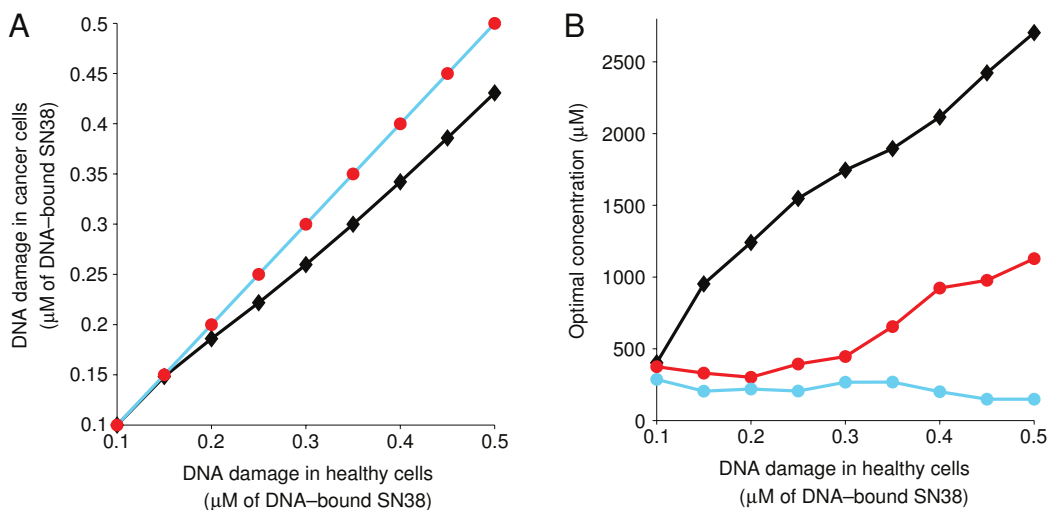 A
0.5
0.45
0.4
0.35
0.3
0.25
0.2
0.15
0.1
DNA damage in cancer cells
(μM of DNA–bound SN38)
0.1
0.2
0.3
0.4
0.5
DNA damage in healthy cells
(μM of DNA–bound SN38)
B
2500
2000
1500
1000
500
0
Optimal concentration (μM)
0.1
0.2
0.3
0.4
0.5
DNA damage in healthy cells
(μM of DNA–bound SN38)